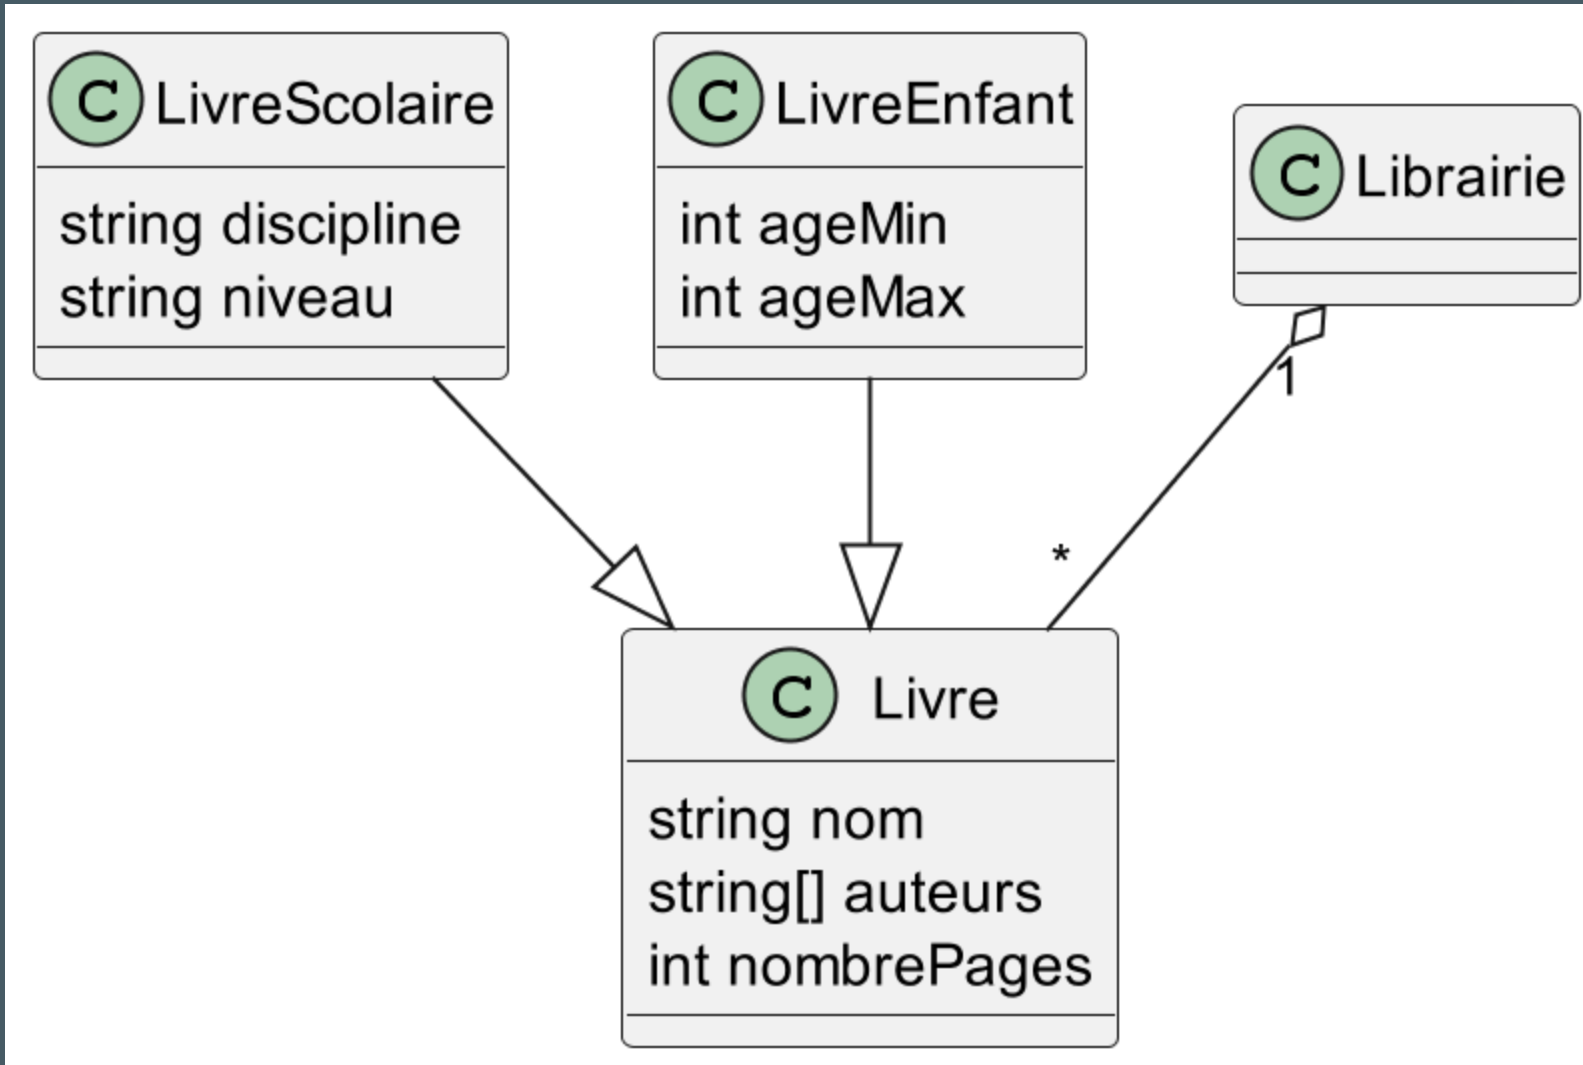 C LivreScolaire
string discipline
string niveau
C LivreEnfant
int ageMin
int ageMax
C Librairie
1
*
C Livre
string nom
string[] auteurs
int nombrePages